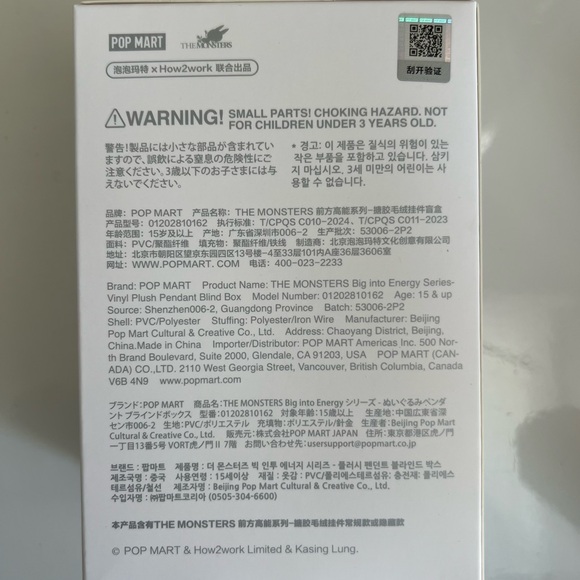 POP MART THE MONSTERS
泡泡玛特 × How2work 联合出品
刮开验证
WARNING! SMALL PARTS! CHOKING HAZARD. NOT
FOR CHILDREN UNDER 3 YEARS OLD.
警告!製品には小さな部品が含まれていますので、誤飲による窒息の危険性にご注意ください。3歳以下のお子さまには与えないでください。
* 경고: 이 제품은 질식의 위험이 있는
작은 부품을 포함하고 있습니다. 삼키
지 마십시오. 3세 미만의 어린이는 사
용할 수 없습니다.
品牌: POP MART 产品名称: THE MONSTERS 前方高能系列-搪胶毛绒挂件盲盒
产品型号: 01202810162 执行标准: T/CPQS C010-2024, T/CPQS C011-2023
年龄范围: 15岁及以上 产地: 广东省深圳市006-2 生产批次: 53006-2P2
面料: PVC/聚酯纤维 填充物: 聚酯纤维/铁线 制造商: 北京泡泡玛特文化创意有限公司
地址: 北京市朝阳区望京东园四区13号楼-4至33层101内A座36层3606室
网址: WWW.POPMART.COM 电话: 400-023-2233
Brand: POP MART Product Name: THE MONSTERS Big into Energy Series-
Vinyl Plush Pendant Blind Box Model Number: 01202810162 Age: 15 & up
Source: Shenzhen006-2, Guangdong Province Batch: 53006-2P2
Shell: PVC/Polyester Stuffing: Polyester/Iron Wire Manufacturer: Beijing
Pop Mart Cultural & Creative Co., Ltd. Address: Chaoyang District, Beijing,
China.Made in China Importer/Distributor: POP MART Americas Inc. 500 Nor-
th Brand Boulevard, Suite 2000, Glendale, CA 91203, USA POP MART (CAN-
ADA) CO.,LTD. 2110 West Georgia Street, Vancouver, British Columbia, Canada
V6B 4N9 www.popmart.com
ブランド: POP MART 商品名: THE MONSTERS Big into Energy シリーズ - ぬいぐるみペンダ
ント ブラインドボックス 型番: 01202810162 対象年齢: 15歳以上 生産地: 中国広東省深
セン市006-2 生地: PVC/ポリエステル 充填物: ポリエステル/針金 生産者: Beijing Pop Mart
Cultural & Creative Co., Ltd. 販売元: 株式会社POP MART JAPAN 住所: 東京都港区虎ノ門
一丁目13番5号 VORT虎ノ門Ⅱ 7階 お問い合わせ: usersupport@popmart.co.jp
브랜드 : 팝마트 제품명 : 더 몬스터즈 빅 인투 에너지 시리즈 - 플러시 펜던트 블라인드 박스
제조국 : 중국 사용연령 : 15세이상 재질 : 옷감 : PVC/폴리에스테르섬유; 충전재: 폴리에스
테르섬유/철선 제조자 : Beijing Pop Mart Cultural & Creative Co., Ltd.
수입자명 : ㈜팝마트코리아 (0505-304-6600)
本产品含有THE MONSTERS 前方高能系列-搪胶毛绒挂件常规款或隐藏款
© POP MART & How2work Limited & Kasing Lung.